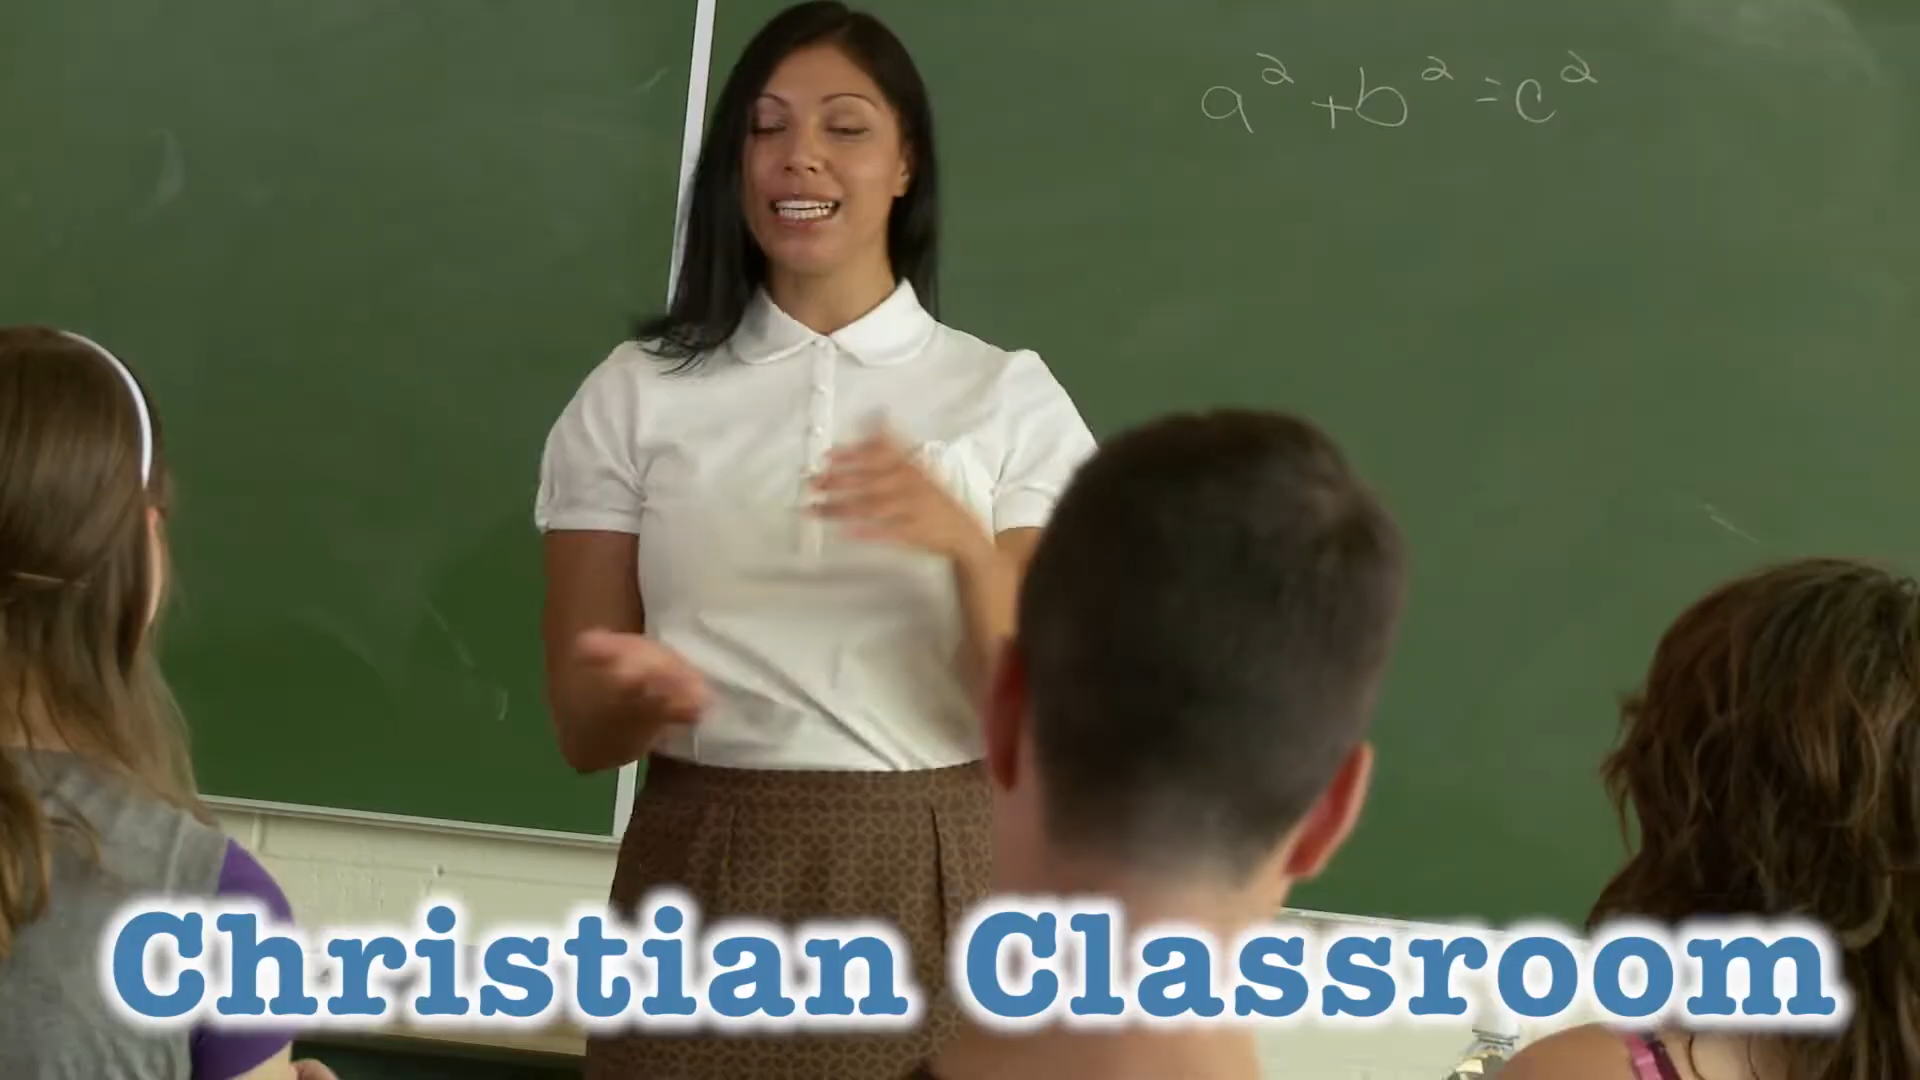 a² + b² = c²
Christian Classroom